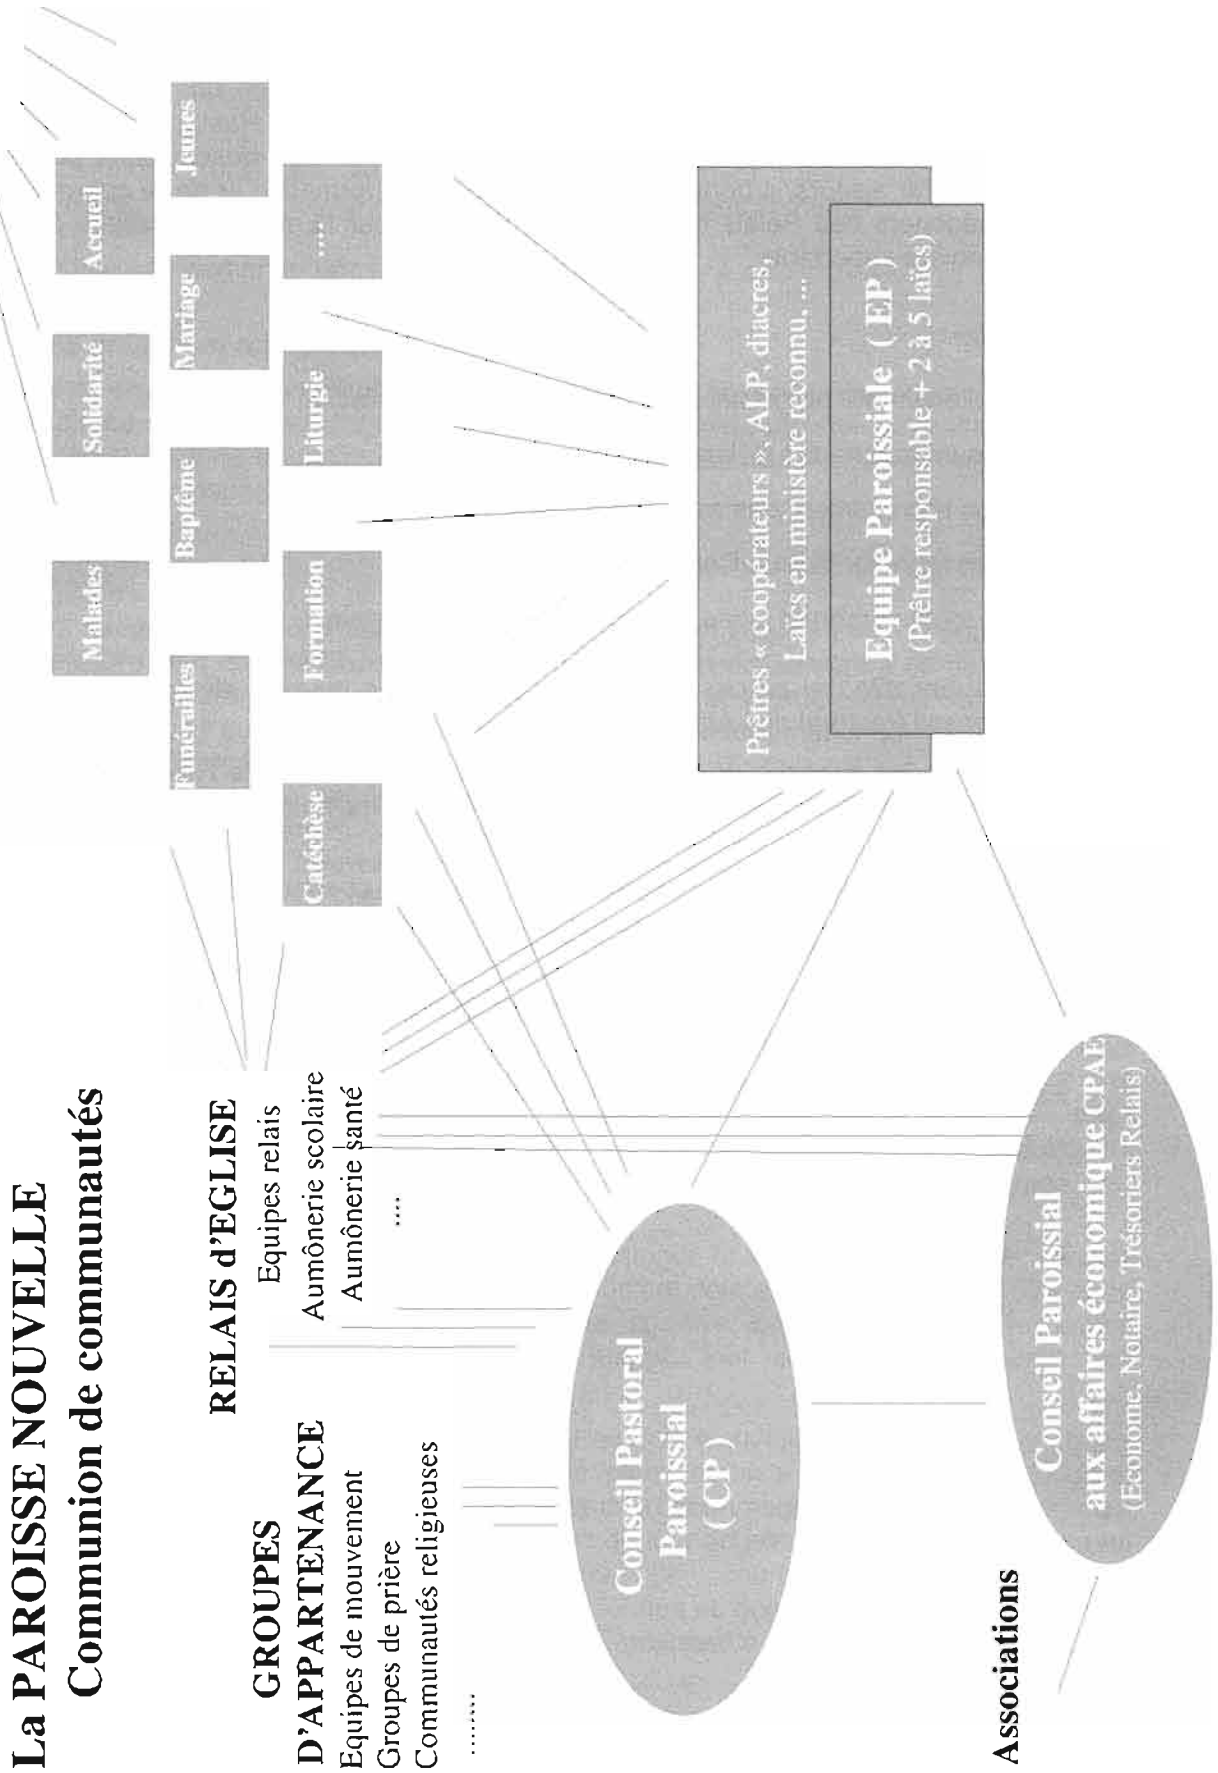 La PAROISSE NOUVELLE
Communion de communautés
RELAIS d'EGLISE
Equipes relais
Aumônerie scolaire
Aumônerie santé
....
GROUPES
D'APPARTENANCE
Equipes de mouvement
Groupes de prière
Communautés religieuses
.......
Malades
Solidarité
Accueil
Funérailles
Baptême
Mariage
Jeunes
Catéchèse
Formation
Liturgie
....
Conseil Pastoral
Paroissial
( CP )
Prêtres « coopérateurs », ALP, diacres,
Laïcs en ministère reconnu, ...
Equipe Paroissiale ( EP )
(Prêtre responsable + 2 à 5 laïcs)
Associations
Conseil Paroissial
aux affaires économique CPAE
(Econome, Notaire, Trésoriers Relais)